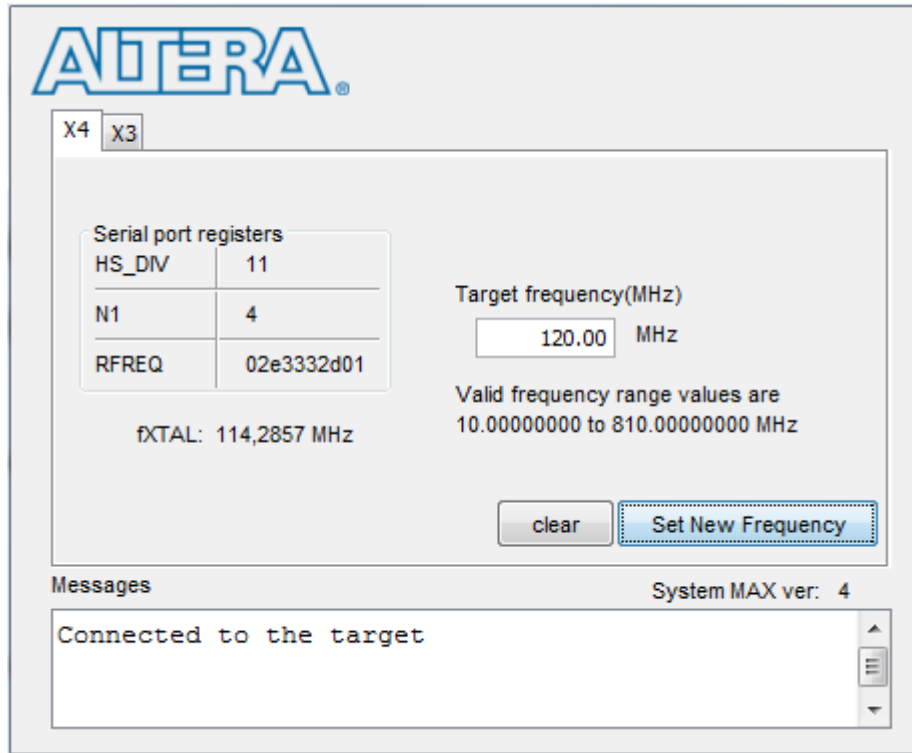 ALTERA®
X4 X3
Serial port registers
HS_DIV 11
N1 4
RFREQ 02e3332d01
fXTAL: 114,2857 MHz
Target frequency(MHz)
120.00 MHz
Valid frequency range values are
10.00000000 to 810.00000000 MHz
clear Set New Frequency
Messages System MAX ver: 4
Connected to the target